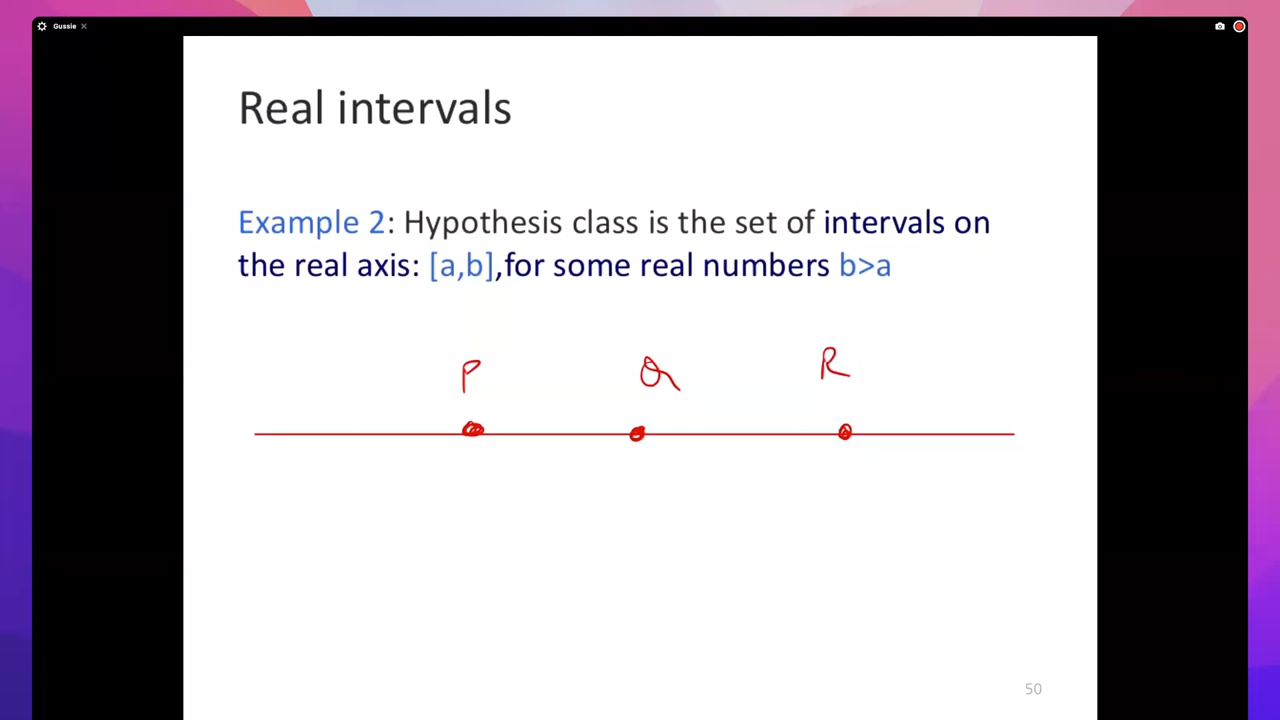 Gussie
Real intervals
Example 2: Hypothesis class is the set of intervals on
the real axis: [a,b],for some real numbers b>a
P Q R
50